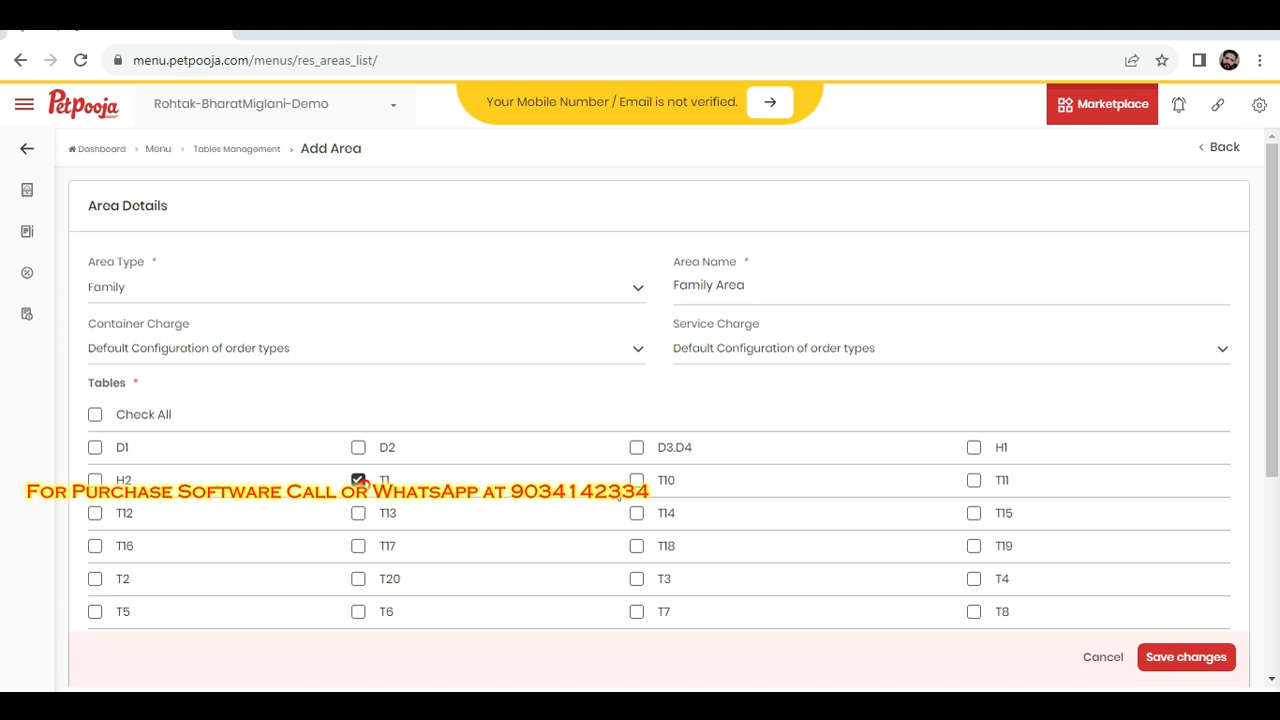 menu.petpooja.com/menus/res_areas_list/
Petpooja
Rohtak-BharatMiglani-Demo
Your Mobile Number / Email is not verified.
Marketplace
Dashboard > Menu > Tables Management > Add Area
< Back
Area Details
Area Type *
Area Name *
Family
Family Area
Container Charge
Service Charge
Default Configuration of order types
Default Configuration of order types
Tables *
Check All
D1 D2 D3.D4 H1
H2 T1 T10 T11
For Purchase Software Call or WhatsApp at 9034142334
T12 T13 T14 T15
T16 T17 T18 T19
T2 T20 T3 T4
T5 T6 T7 T8
Cancel Save changes